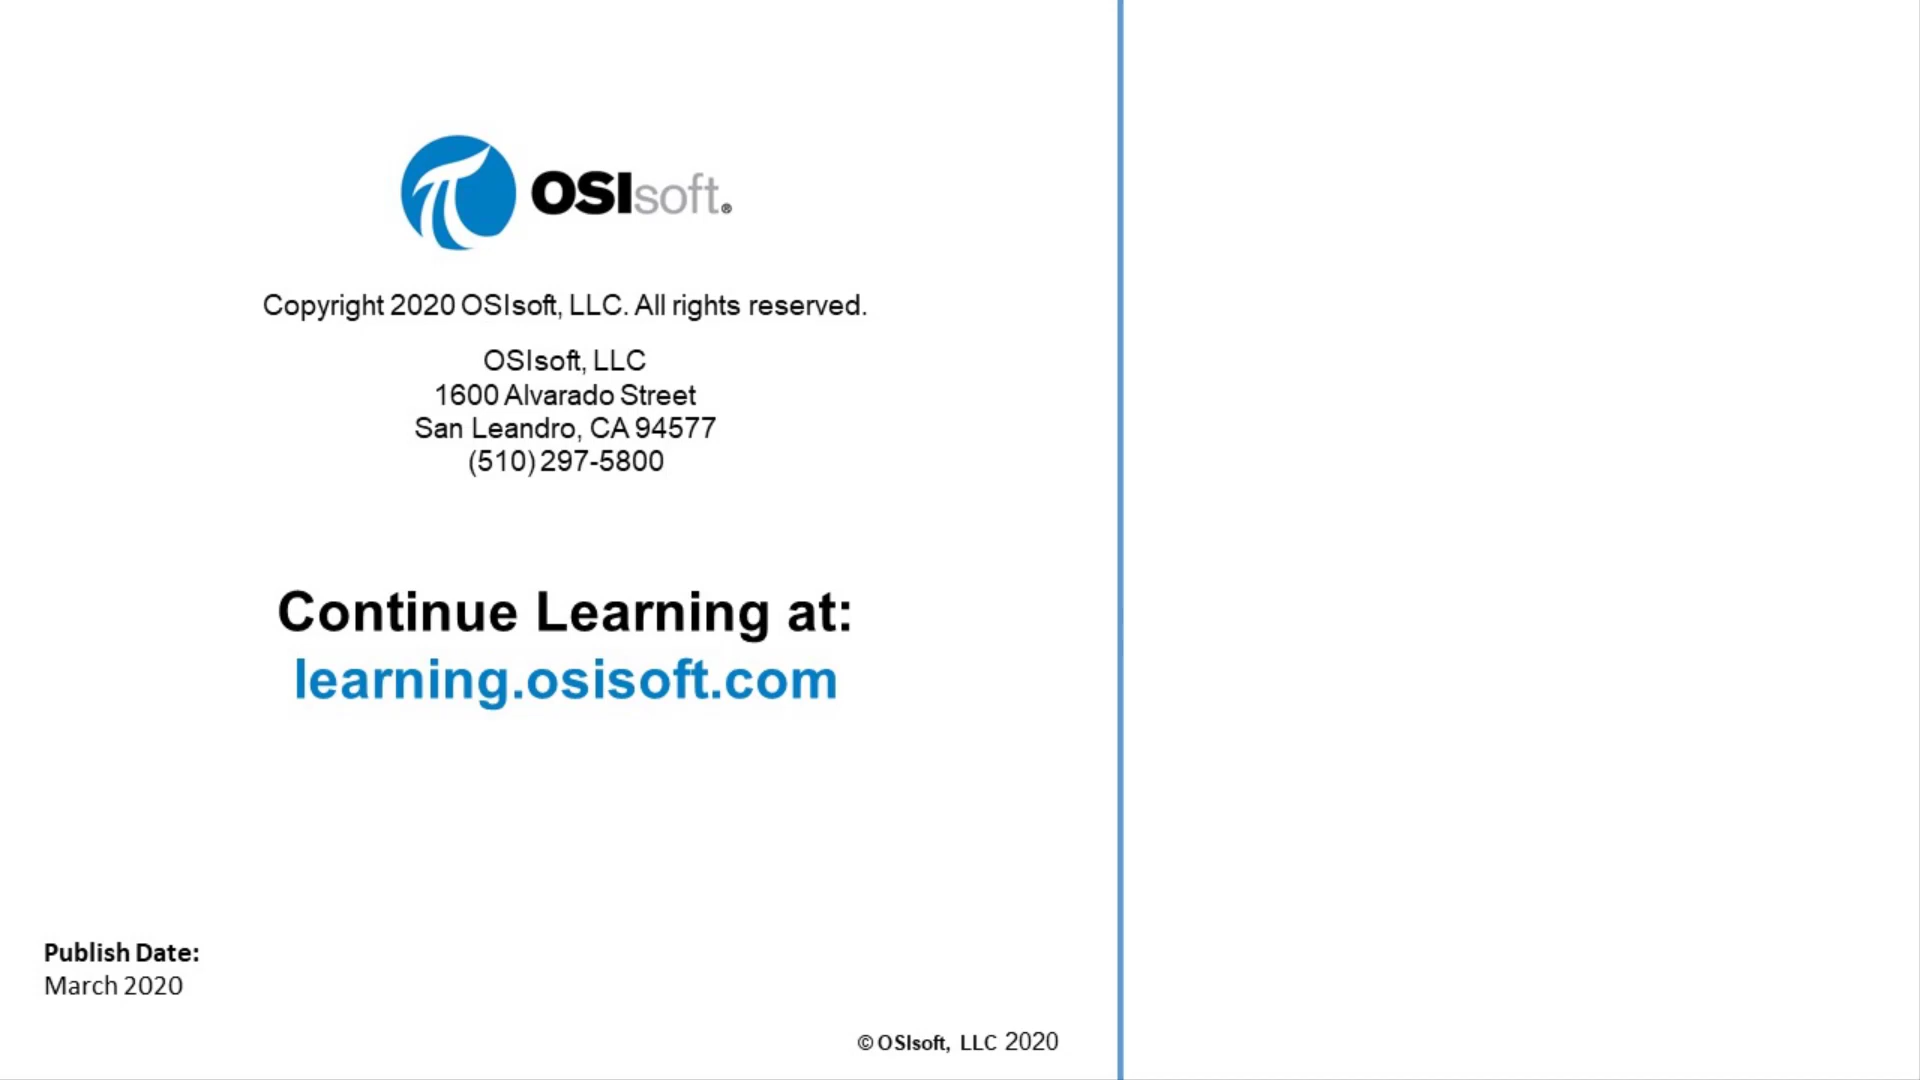 OSIsoft®
Copyright 2020 OSIsoft, LLC. All rights reserved.
OSIsoft, LLC
1600 Alvarado Street
San Leandro, CA 94577
(510) 297-5800
Continue Learning at:
learning.osisoft.com
Publish Date:
March 2020
© OSIsoft, LLC 2020